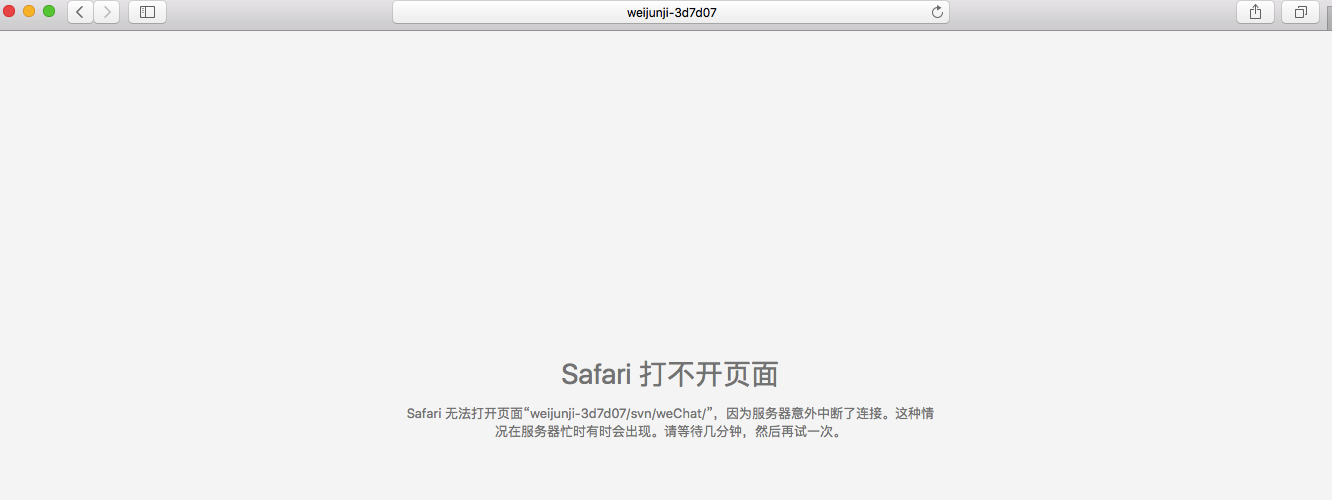 weijunji-3d7d07
Safari 打不开页面
Safari 无法打开页面“weijunji-3d7d07/svn/weChat/”，因为服务器意外中断了连接。这种情
况在服务器忙时有时会出现。请等待几分钟，然后再试一次。